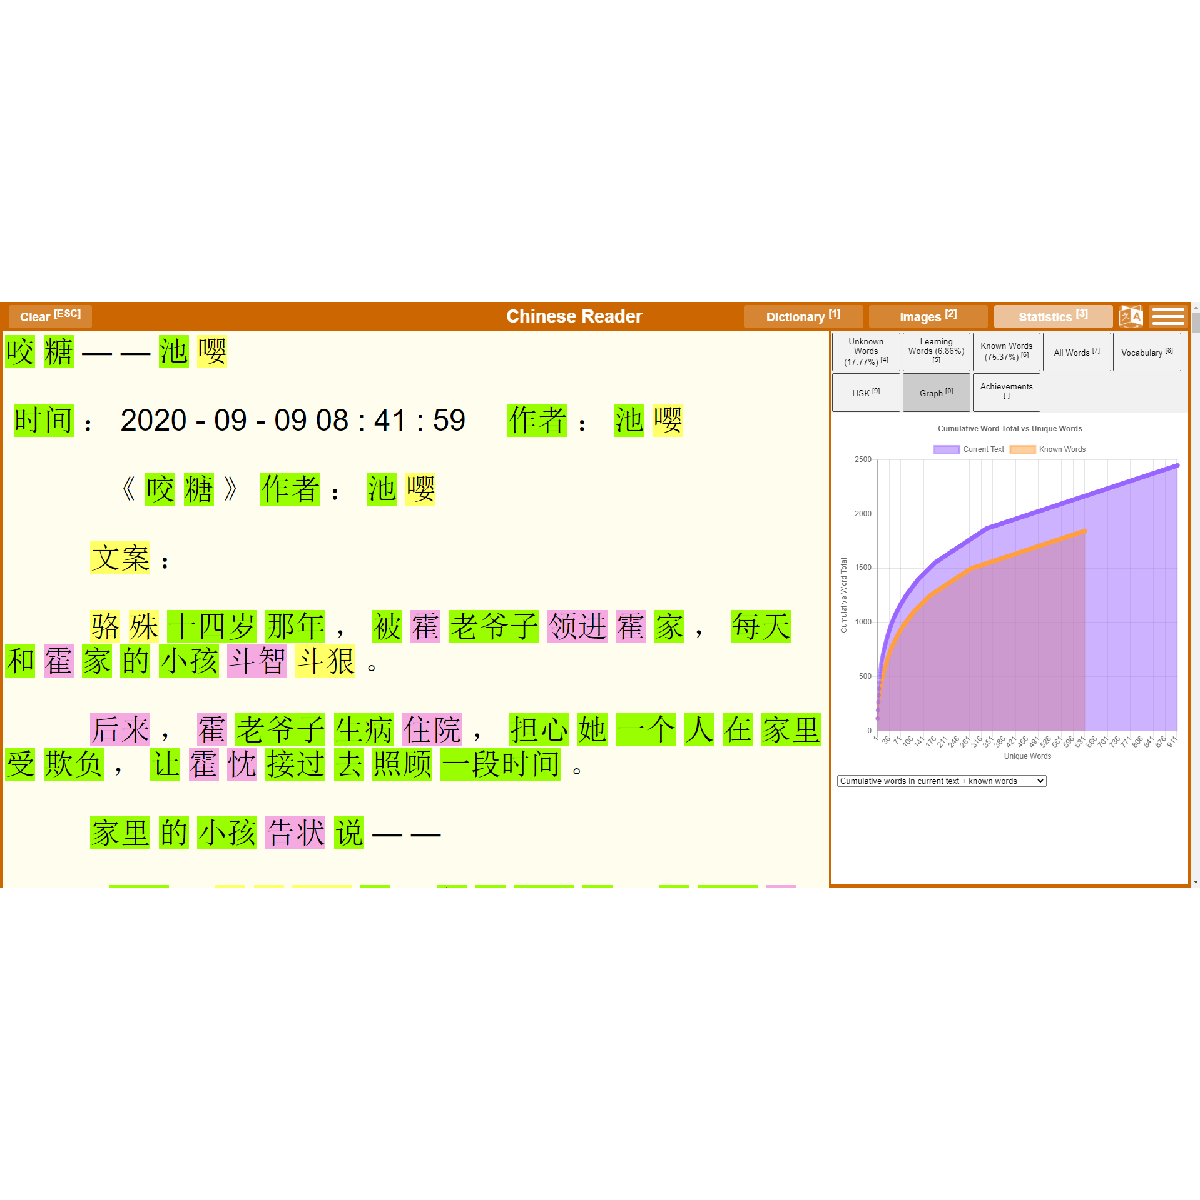 Clear [ESC]
Chinese Reader
Dictionary [1]
Images [2]
Statistics [3]
咬 糖 — — 池 嘤
时间 ： 2020 - 09 - 09 08 : 41 : 59 作者 ： 池 嘤
《 咬 糖 》 作者 ： 池 嘤
文案 ：
骆 殊 十四岁 那年 ， 被 霍 老爷子 领进 霍 家 ， 每天
和 霍 家 的 小孩 斗智 斗狠 。
后来 ， 霍 老爷子 生病 住院 ， 担心 她 一个 人 在 家里
受 欺负 ， 让 霍 忱 接过 去 照顾 一段时间 。
家里 的 小孩 告状 说 — —
Unknown
Words
(17.77%) [4]
Learning
Words (6.86%)
[5]
Known Words
(75.37%) [6]
All Words [7]
Vocabulary [8]
HSK [9]
Graph [0]
Achievements
Cumulative Word Total vs Unique Words
Current Text
Known Words
2500
2000
1500
1000
500
0
Cumulative Word Total
Unique Words
Cumulative words in current text + known words